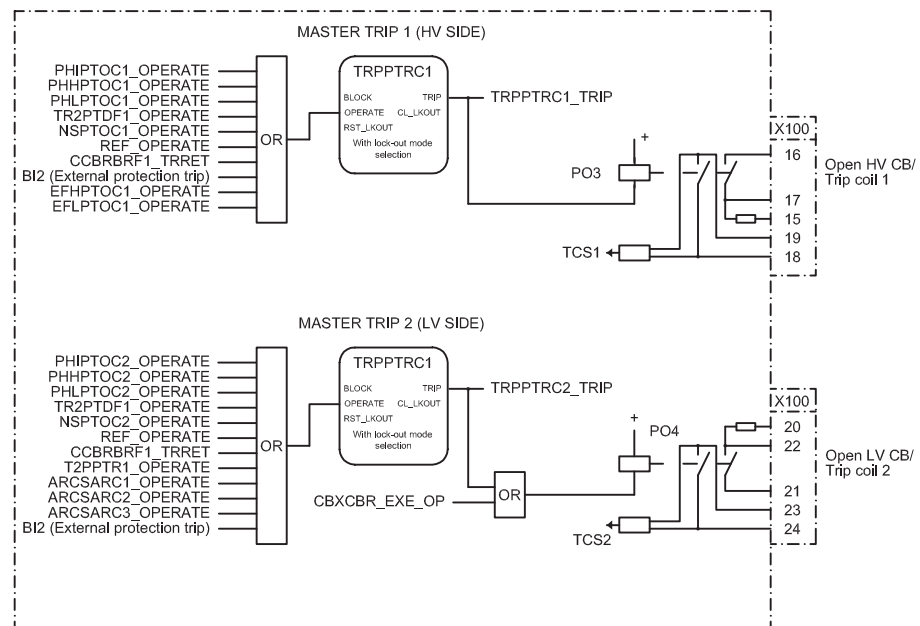 MASTER TRIP 1 (HV SIDE)
PHIPTOC1_OPERATE
PHHPTOC1_OPERATE
PHLPTOC1_OPERATE
TR2PTDF1_OPERATE
NSPTOC1_OPERATE
REF_OPERATE
CCBRBRF1_TRRET
BI2 (External protection trip)
EFHPTOC1_OPERATE
EFLPTOC1_OPERATE
OR
TRPPTRC1
BLOCK TRIP
OPERATE CL_LKOUT
RST_LKOUT
With lock-out mode
selection
TRPPTRC1_TRIP
+
PO3
TCS1
X100
16
17
15
19
18
Open HV CB/
Trip coil 1
MASTER TRIP 2 (LV SIDE)
PHIPTOC2_OPERATE
PHHPTOC2_OPERATE
PHLPTOC2_OPERATE
TR2PTDF1_OPERATE
NSPTOC2_OPERATE
REF_OPERATE
CCBRBRF1_TRRET
T2PPTR1_OPERATE
ARCSARC1_OPERATE
ARCSARC2_OPERATE
ARCSARC3_OPERATE
BI2 (External protection trip)
OR
TRPPTRC1
BLOCK TRIP
OPERATE CL_LKOUT
RST_LKOUT
With lock-out mode
selection
TRPPTRC2_TRIP
CBXCBR_EXE_OP
OR
+
PO4
TCS2
X100
20
22
21
23
24
Open LV CB/
Trip coil 2